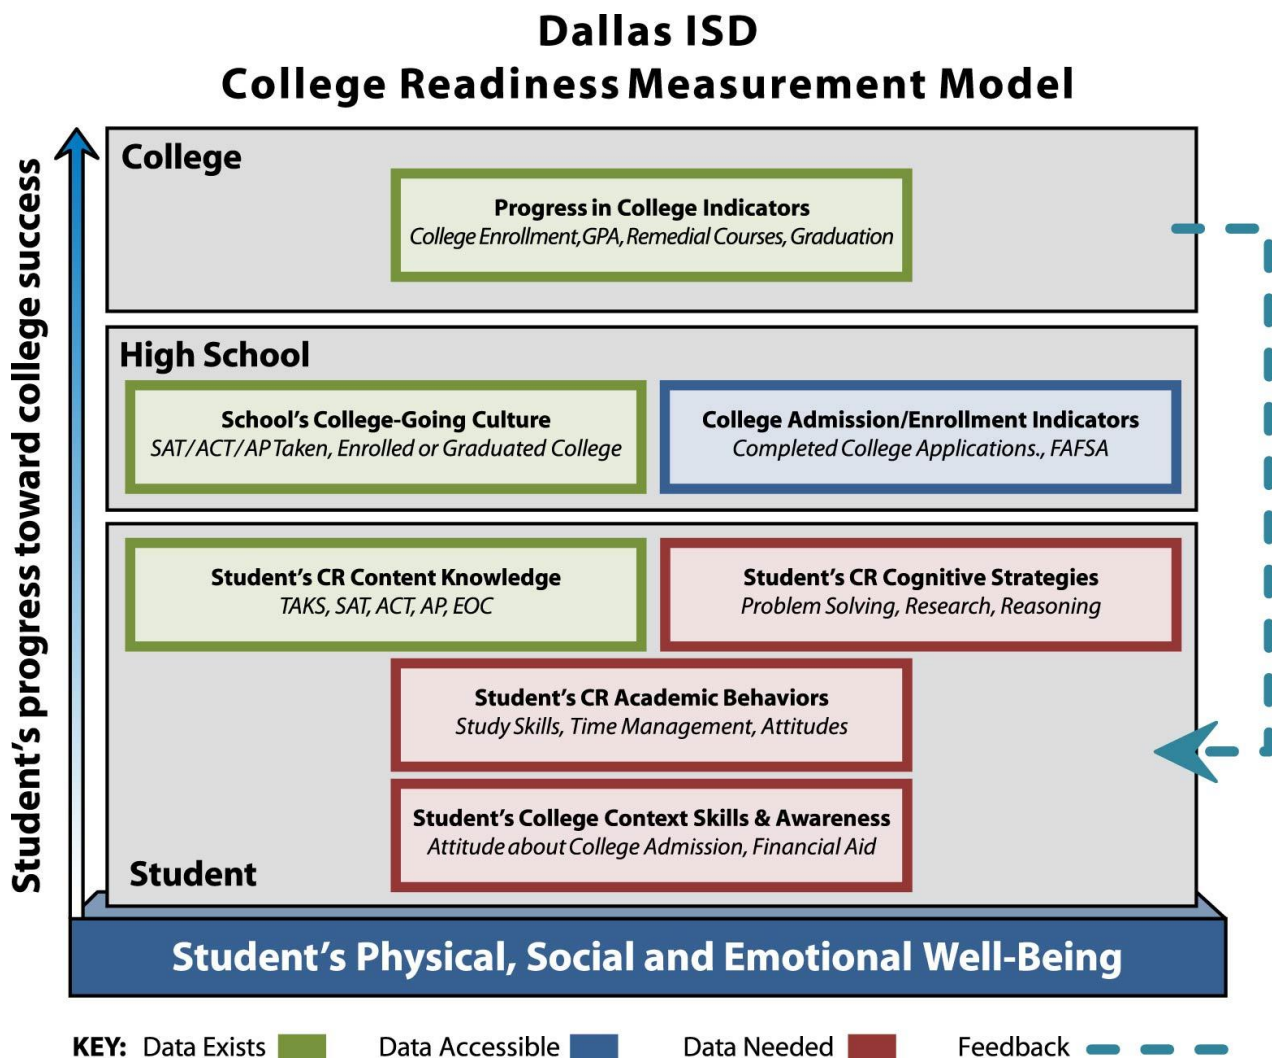 Dallas ISD
College Readiness Measurement Model
Student's progress toward college success
College
Progress in College Indicators
College Enrollment, GPA, Remedial Courses, Graduation
High School
School's College-Going Culture
SAT/ACT/AP Taken, Enrolled or Graduated College
College Admission/Enrollment Indicators
Completed College Applications., FAFSA
Student's CR Content Knowledge
TAKS, SAT, ACT, AP, EOC
Student's CR Cognitive Strategies
Problem Solving, Research, Reasoning
Student's CR Academic Behaviors
Study Skills, Time Management, Attitudes
Student's College Context Skills & Awareness
Attitude about College Admission, Financial Aid
Student
Student's Physical, Social and Emotional Well-Being
KEY: Data Exists Data Accessible Data Needed Feedback